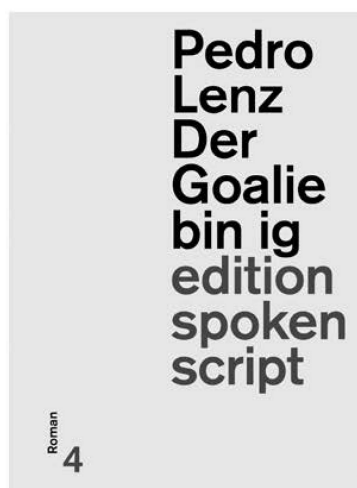 Pedro
Lenz
Der
Goalie
bin ig
edition
spoken
script
Roman
4